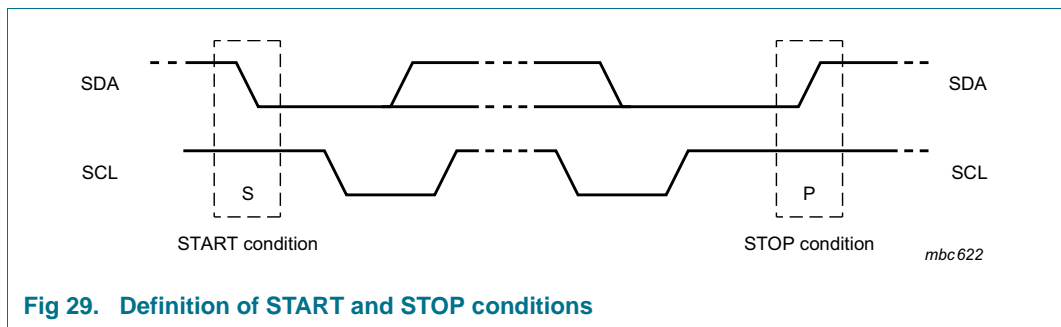 SDA
SDA
SCL
SCL
S
P
START condition
STOP condition
mbc622
Fig 29. Definition of START and STOP conditions